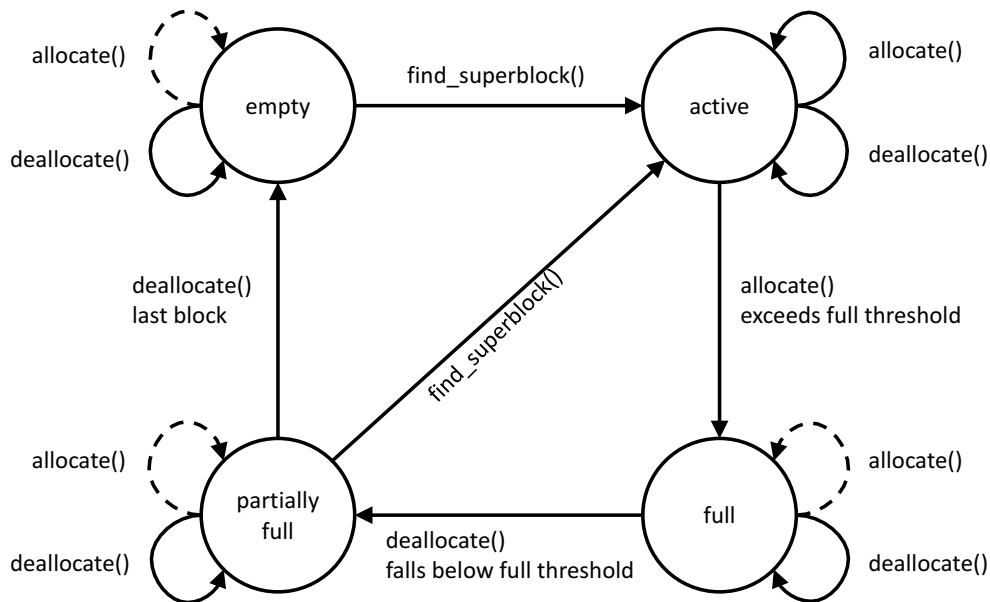 allocate()
find_superblock()
allocate()
empty
active
deallocate()
deallocate()
deallocate()
last block
allocate()
exceeds full threshold
find_superblock()
allocate()
allocate()
partially
full
full
deallocate()
falls below full threshold
deallocate()
deallocate()